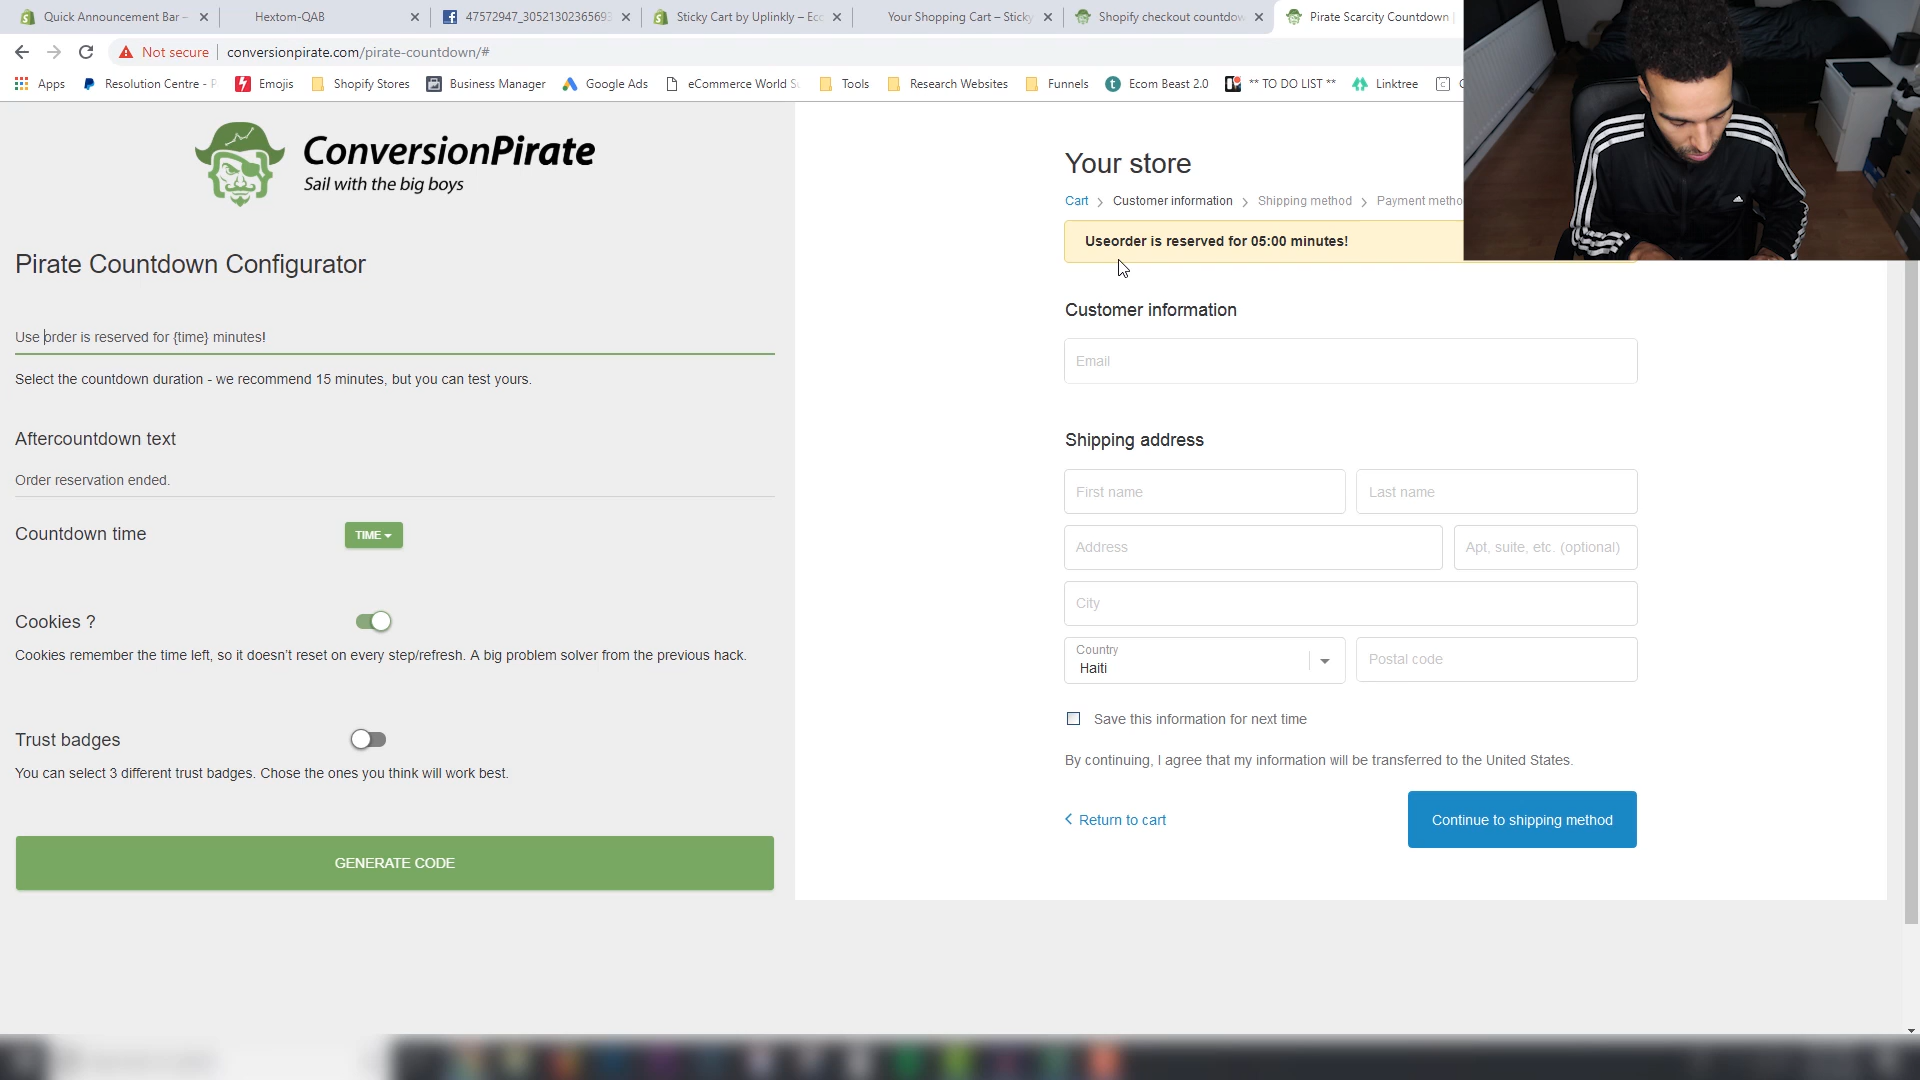 Quick Announcement Bar -
Hextom-QAB
47572947_3052130236569
Sticky Cart by Uplinkly – Ec
Your Shopping Cart – Sticky
Shopify checkout countdow
Pirate Scarcity Countdown
Not secure
conversionpirate.com/pirate-countdown/#
Apps
Resolution Centre - P
Emojis
Shopify Stores
Business Manager
Google Ads
eCommerce World S
Tools
Research Websites
Funnels
Ecom Beast 2.0
** TO DO LIST **
Linktree
ConversionPirate
Sail with the big boys
Pirate Countdown Configurator
Use order is reserved for {time} minutes!
Select the countdown duration - we recommend 15 minutes, but you can test yours.
Aftercountdown text
Order reservation ended.
Countdown time
TIME
Cookies ?
Cookies remember the time left, so it doesn't reset on every step/refresh. A big problem solver from the previous hack.
Trust badges
You can select 3 different trust badges. Chose the ones you think will work best.
GENERATE CODE
Your store
Cart > Customer information > Shipping method > Payment metho
Useorder is reserved for 05:00 minutes!
Customer information
Email
Shipping address
First name
Last name
Address
Apt, suite, etc. (optional)
City
Country
Haiti
Postal code
Save this information for next time
By continuing, I agree that my information will be transferred to the United States.
Return to cart
Continue to shipping method